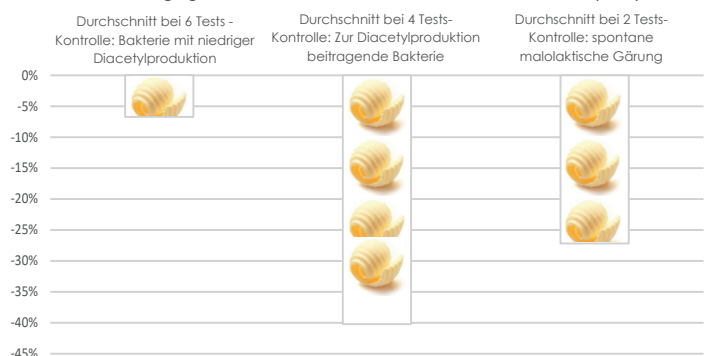 Durchschnitt bei 6 Tests -
Kontrolle: Bakterie mit niedriger
Diacetylproduktion
Durchschnitt bei 4 Tests-
Kontrolle: Zur Diacetylproduktion
beitragende Bakterie
Durchschnitt bei 2 Tests-
Kontrolle: spontane
malolaktische Gärung
0%
-5%
-10%
-15%
-20%
-25%
-30%
-35%
-40%
-45%